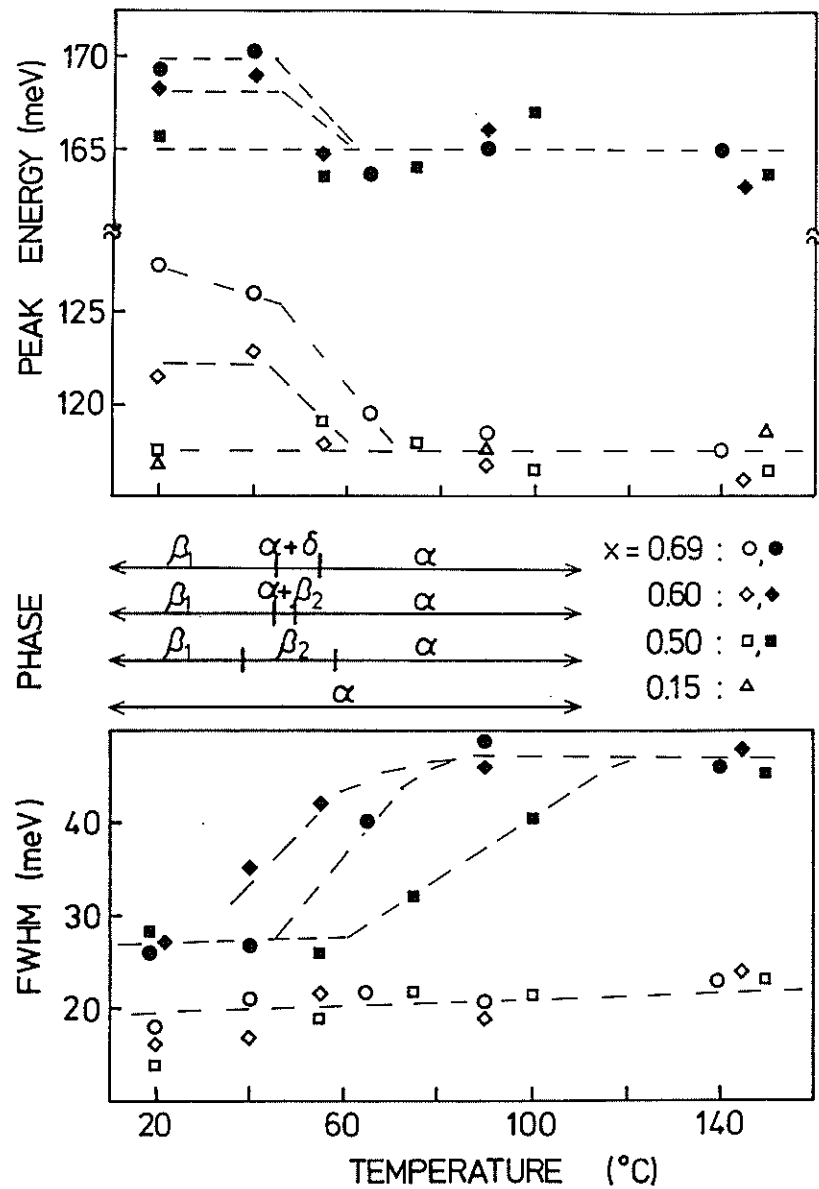 PEAK ENERGY (meV)
170
165
125
120
PHASE
β₁ α+δ α
β₁ α+β₂ α
β₁ β₂ α
α
x = 0.69 : ○,●
0.60 : ◇,◆
0.50 : □,■
0.15 : △
FWHM (meV)
40
30
20
20 60 100 140
TEMPERATURE (°C)